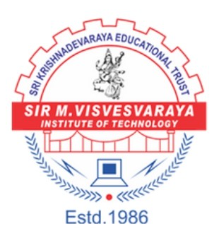 SRI KRISHNADEVARAYA EDUCATIONAL TRUST
SIR M.VISVESVARAYA
INSTITUTE OF TECHNOLOGY
Estd.1986